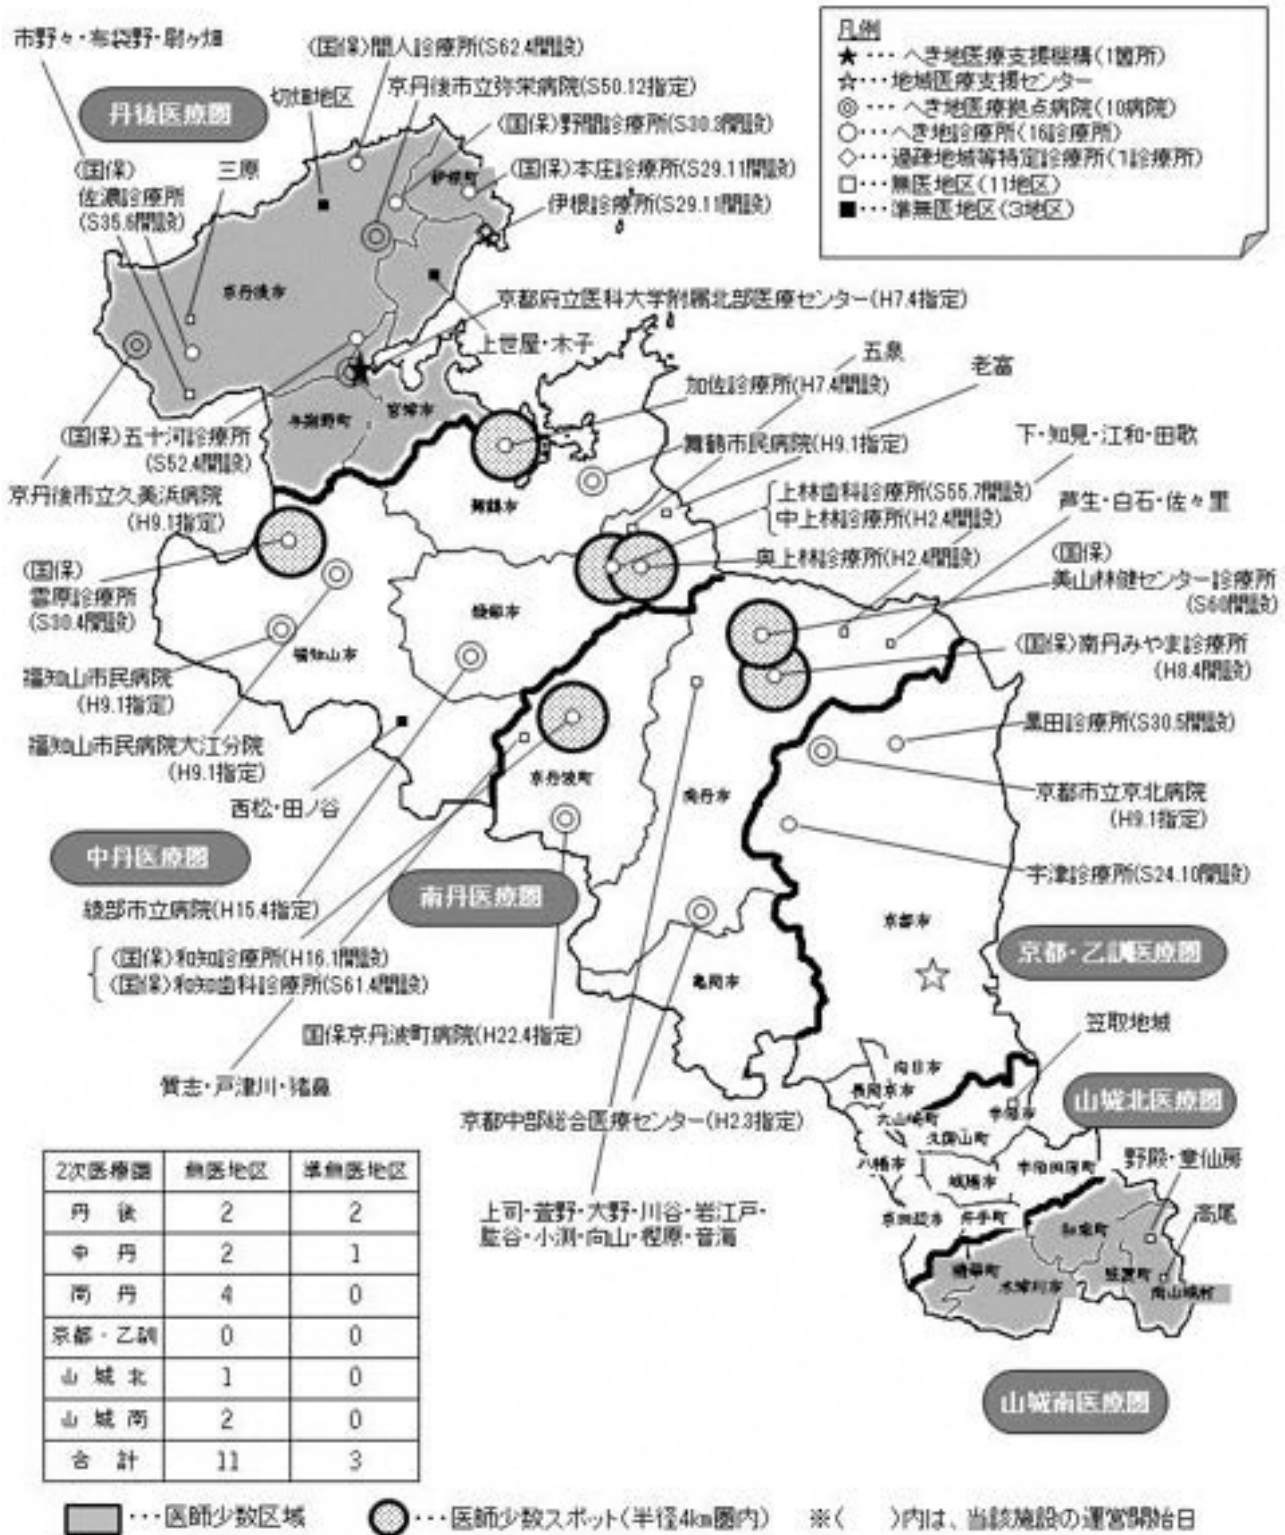 市野々・布袋野・尉ヶ畑
(国保)間人診療所(S62.4開設)
京丹後市立弥栄病院(S50.12指定)
丹後医療圏
切畑地区
(国保)野間診療所(S30.3開設)
(国保)
佐濃診療所
(S35.6開設)
三原
伊根町
(国保)本庄診療所(S29.11開設)
伊根診療所(S29.11開設)
凡例
★・・・へき地医療支援機構(1箇所)
☆・・・地域医療支援センター
◎・・・へき地医療拠点病院(10病院)
○・・・へき地診療所(16診療所)
◇・・・過疎地域等特定診療所(1診療所)
□・・・無医地区(11地区)
■・・・準無医地区(3地区)
京丹後市
京都府立医科大学附属北部医療センター(H7.4指定)
上世屋・木子
五泉
老富
加佐診療所(H7.4開設)
与謝野町
宮津市
(国保)五十河診療所
(S52.4開設)
舞鶴市民病院(H9.1指定)
下・知見・江和・田歌
京丹後市立久美浜病院
(H9.1指定)
舞鶴市
上林歯科診療所(S55.7開設)
中上林診療所(H2.4開設)
芦生・白石・佐々里
奥上林診療所(H2.4開設)
(国保)
美山林健センター診療所
(S60開設)
(国保)
雲原診療所
(S30.4開設)
綾部市
福知山市
(国保)南丹みやま診療所
(H8.4開設)
福知山市民病院
(H9.1指定)
黒田診療所(S30.5開設)
福知山市民病院大江分院
(H9.1指定)
京丹波町
南丹市
京都市立京北病院
(H9.1指定)
西松・田ノ谷
中丹医療圏
南丹医療圏
宇津診療所(S24.10開設)
綾部市立病院(H15.4指定)
京都市
京都・乙訓医療圏
(国保)和知診療所(H16.1開設)
(国保)和知歯科診療所(S61.4開設)
亀岡市
国保京丹波町病院(H22.4指定)
笠取地域
質志・戸津川・猪鼻
向日市
長岡京市
大山崎町
宇治市
山城北医療圏
京都中部総合医療センター(H2.3指定)
久御山町
八幡市
城陽市
宇治田原町
野殿・童仙房
上司・萱野・大野・川谷・岩江戸・
脇谷・小渕・向山・樫原・音海
京田辺市
井手町
和束町
高尾
精華町
木津川市
笠置町
南山城村
山城南医療圏
2次医療圏 無医地区 準無医地区
丹後 2 2
中丹 2 1
南丹 4 0
京都・乙訓 0 0
山城北 1 0
山城南 2 0
合計 11 3
・・・医師少数区域
・・・医師少数スポット(半径4km圏内)
※( )内は、当該施設の運営開始日